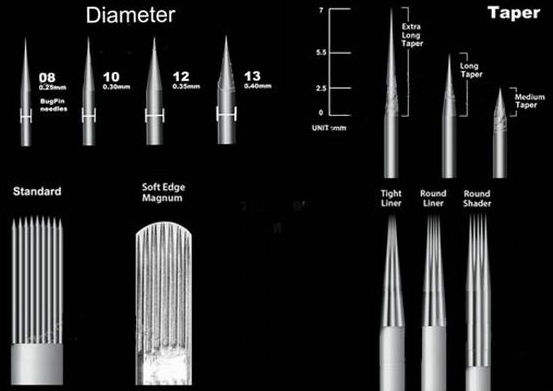 Diameter
Taper
08
0.25mm
BugPin
needles
10
0.30mm
12
0.35mm
13
0.40mm
7
5.5
2.5
0
UNIT:mm
Extra
Long
Taper
Long
Taper
Medium
Taper
Standard
Soft Edge
Magnum
Tight
Liner
Round
Liner
Round
Shader